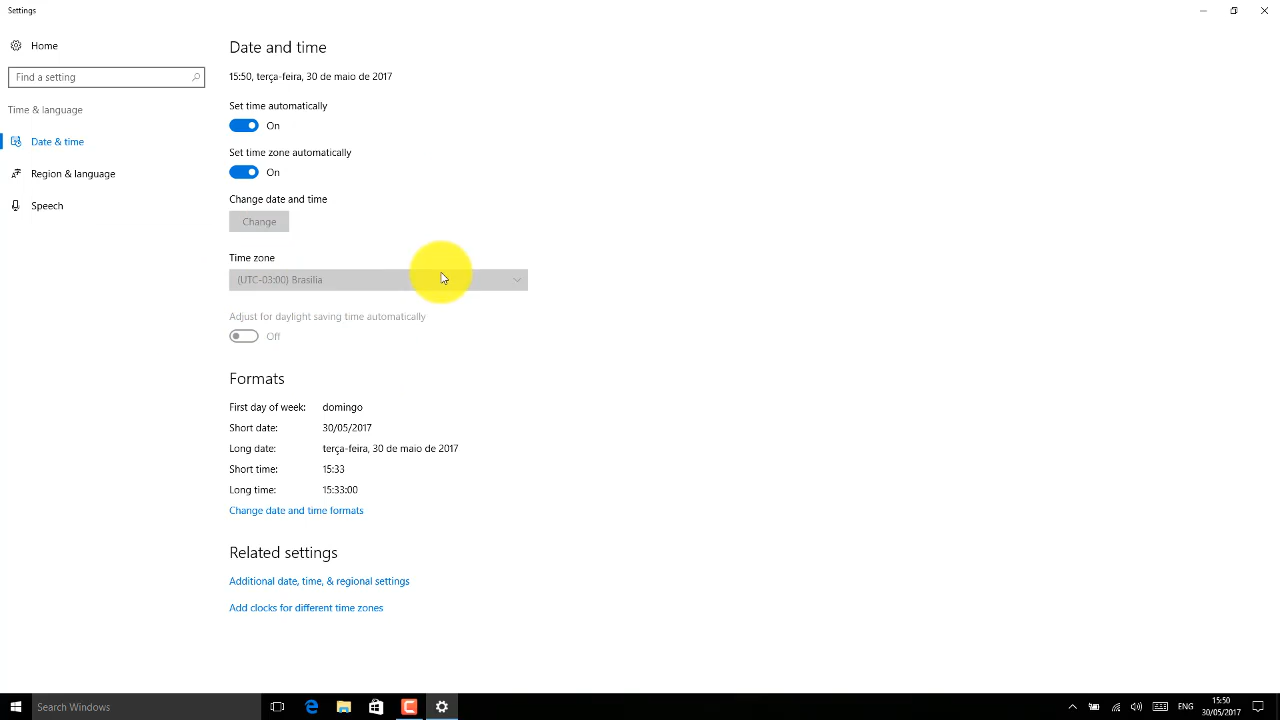 Settings
Home
Find a setting
Time & language
Date & time
Region & language
Speech
Date and time
15:50, terça-feira, 30 de maio de 2017
Set time automatically
On
Set time zone automatically
On
Change date and time
Change
Time zone
(UTC-03:00) Brasilia
Adjust for daylight saving time automatically
Off
Formats
First day of week: domingo
Short date: 30/05/2017
Long date: terça-feira, 30 de maio de 2017
Short time: 15:33
Long time: 15:33:00
Change date and time formats
Related settings
Additional date, time, & regional settings
Add clocks for different time zones
Search Windows
ENG
15:50
30/05/2017